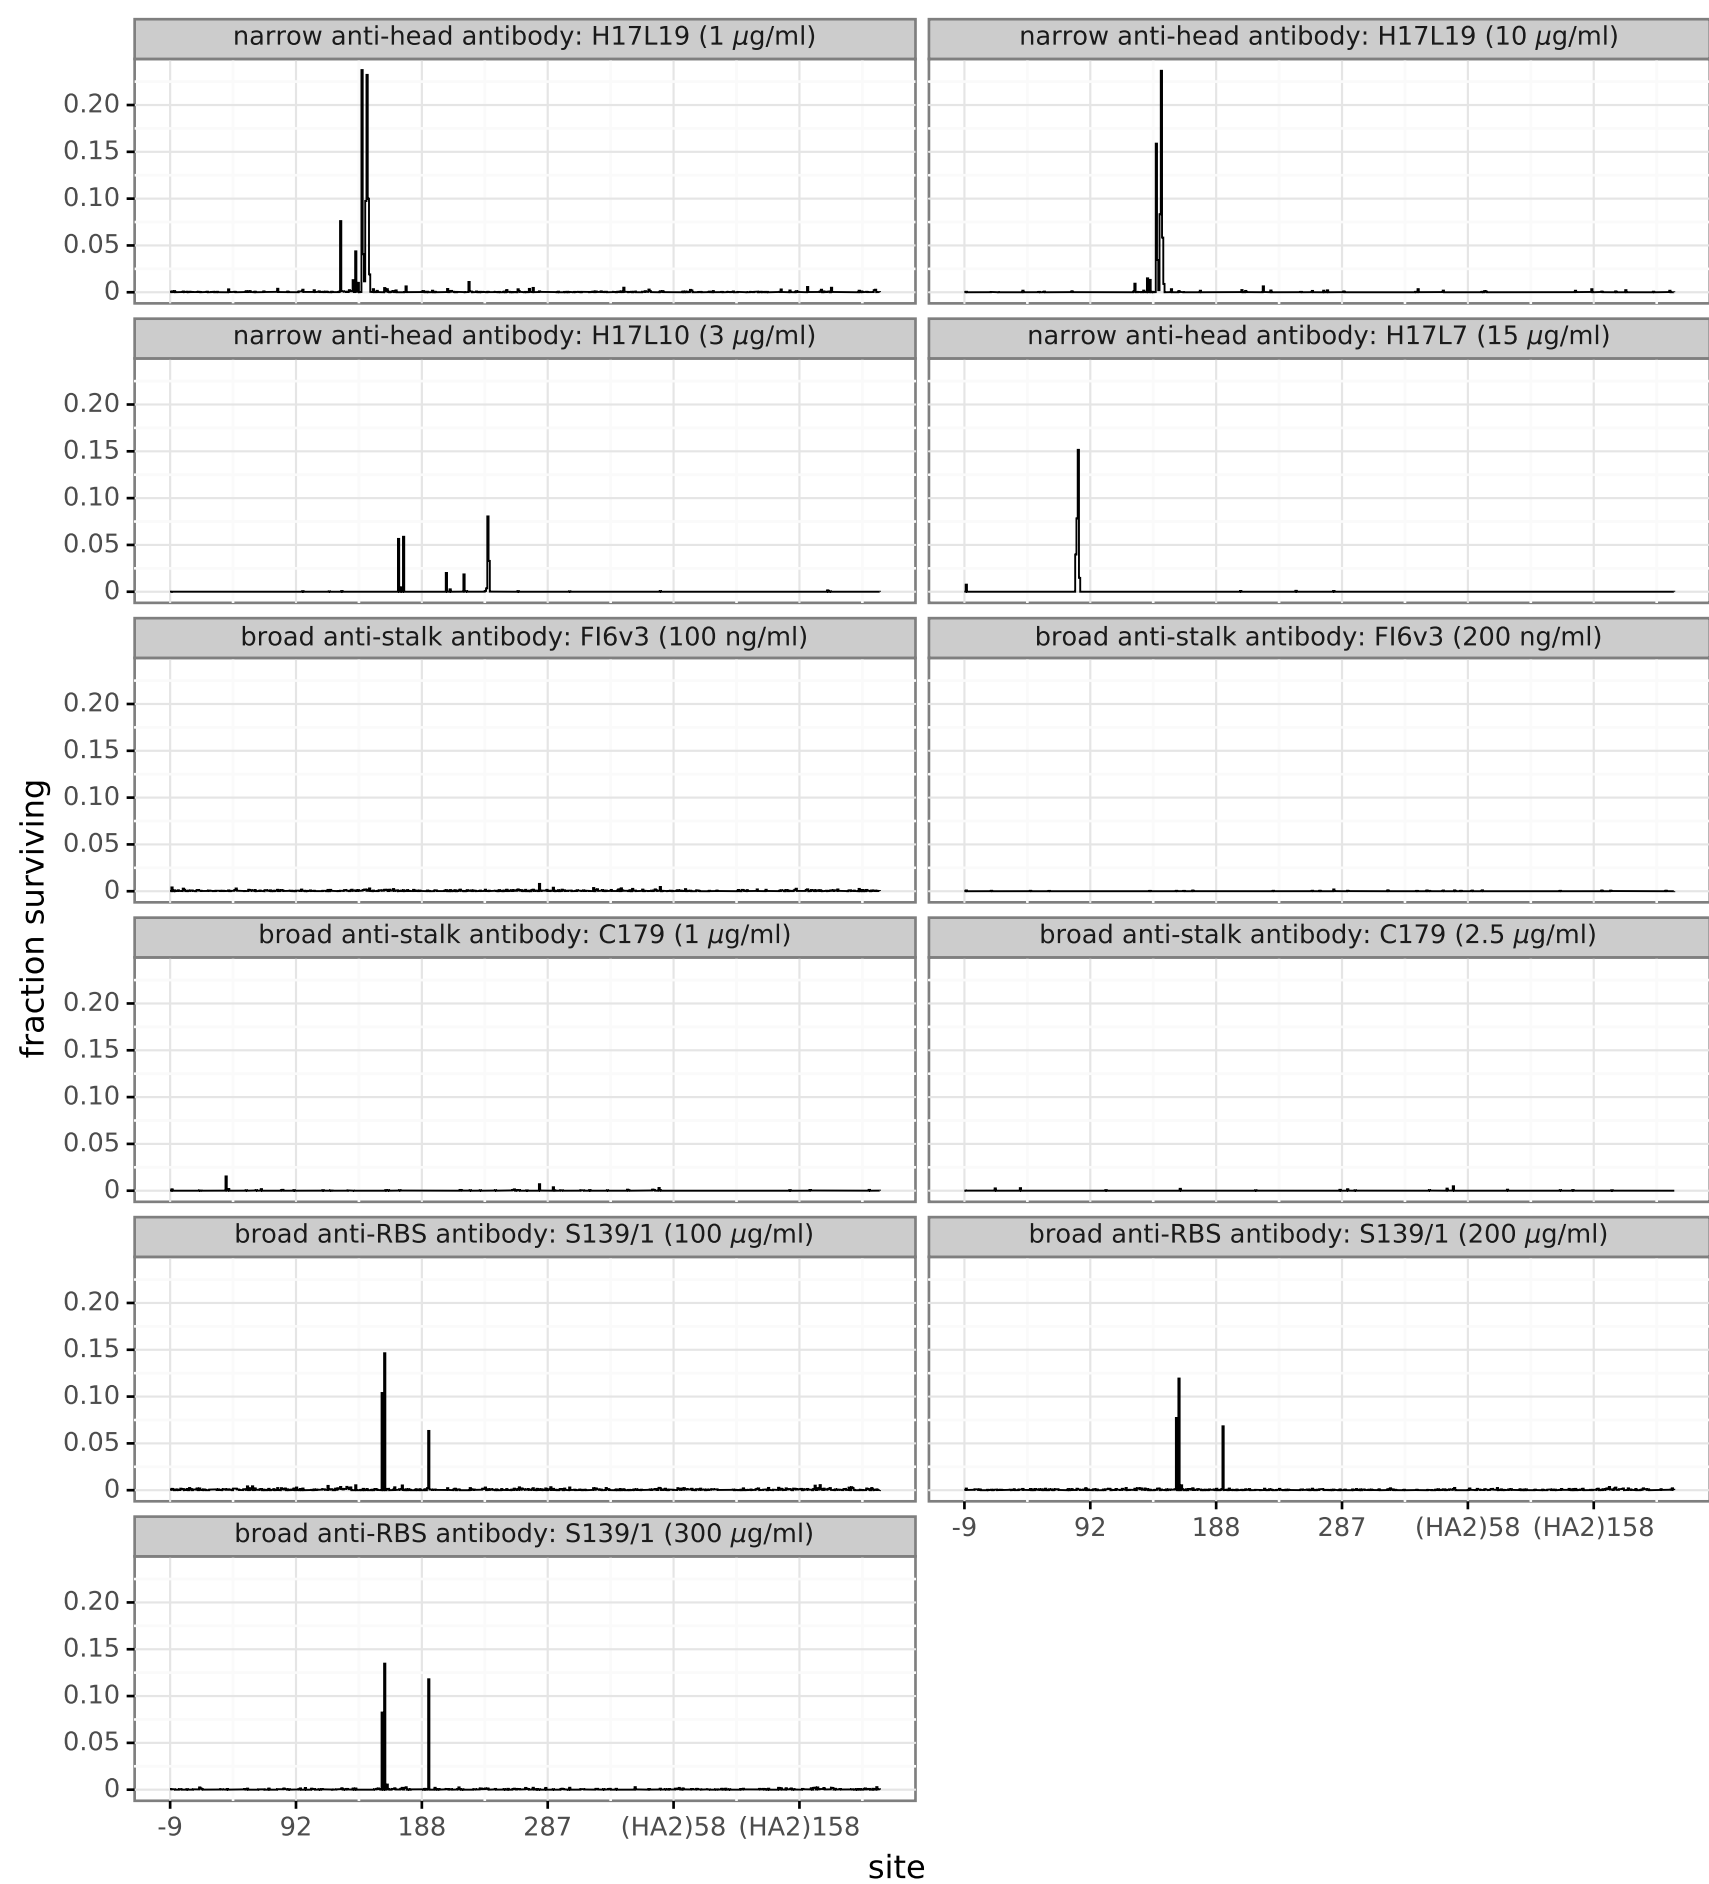 narrow anti-head antibody: H17L19 (1 µg/ml)
narrow anti-head antibody: H17L19 (10 µg/ml)
0.20
0.15
0.10
0.05
0
narrow anti-head antibody: H17L10 (3 µg/ml)
narrow anti-head antibody: H17L7 (15 µg/ml)
0.20
0.15
0.10
0.05
0
broad anti-stalk antibody: FI6v3 (100 ng/ml)
broad anti-stalk antibody: FI6v3 (200 ng/ml)
0.20
0.15
0.10
0.05
0
fraction surviving
broad anti-stalk antibody: C179 (1 µg/ml)
broad anti-stalk antibody: C179 (2.5 µg/ml)
0.20
0.15
0.10
0.05
0
broad anti-RBS antibody: S139/1 (100 µg/ml)
broad anti-RBS antibody: S139/1 (200 µg/ml)
0.20
0.15
0.10
0.05
0
-9 92 188 287 (HA2)58 (HA2)158
broad anti-RBS antibody: S139/1 (300 µg/ml)
0.20
0.15
0.10
0.05
0
-9 92 188 287 (HA2)58 (HA2)158
site